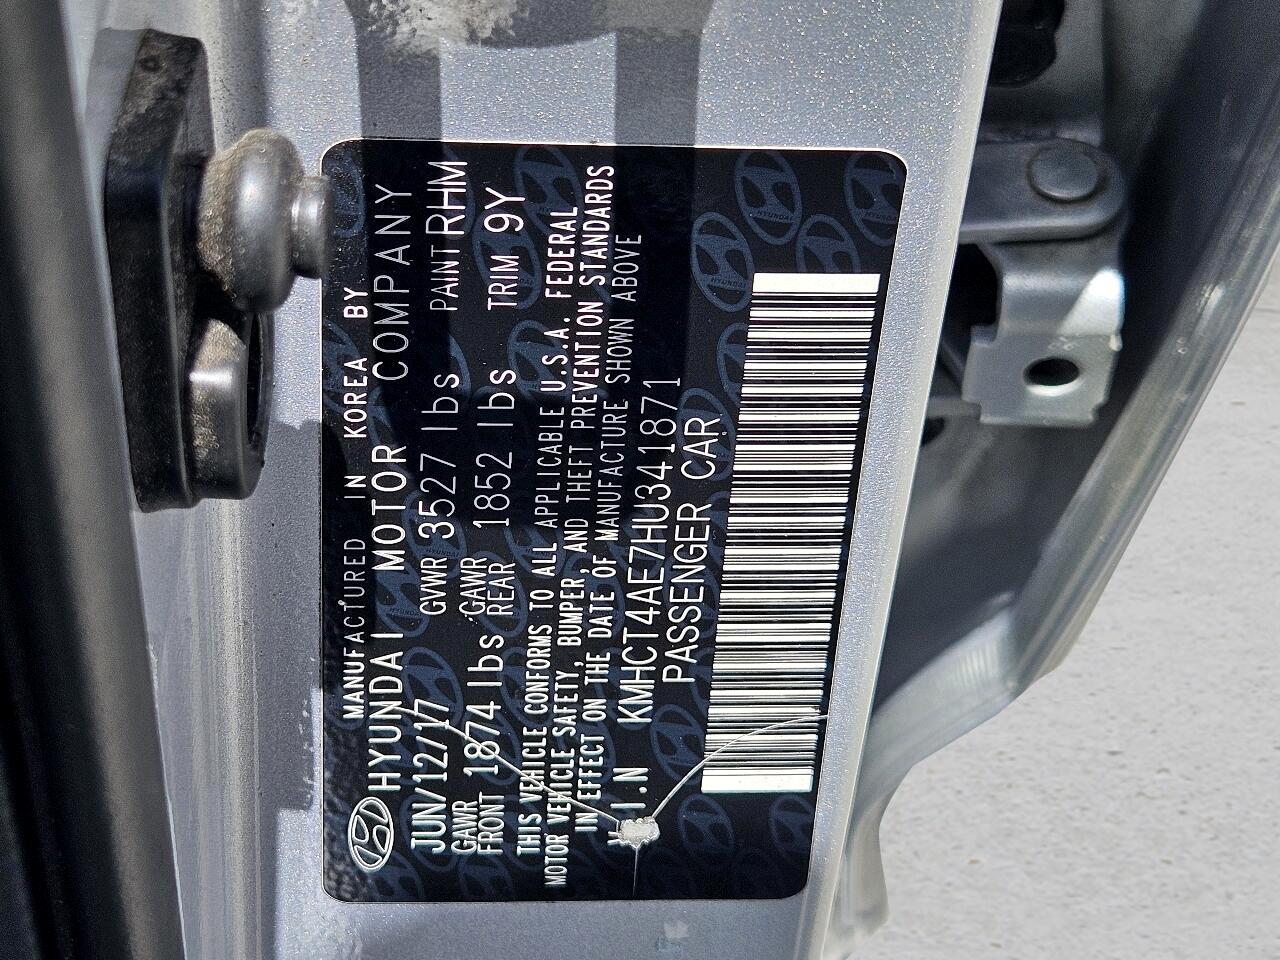 MANUFACTURED IN KOREA BY
HYUNDAI MOTOR COMPANY
JUN/12/17 GVWR 3527 lbs PAINT RHM
GAWR FRONT 1874 lbs GAWR REAR 1852 lbs TRIM 9Y
THIS VEHICLE CONFORMS TO ALL APPLICABLE U.S.A. FEDERAL
MOTOR VEHICLE SAFETY, BUMPER, AND THEFT PREVENTION STANDARDS
IN EFFECT ON THE DATE OF MANUFACTURE SHOWN ABOVE
I.N KMHCT4AE7HU341871
PASSENGER CAR